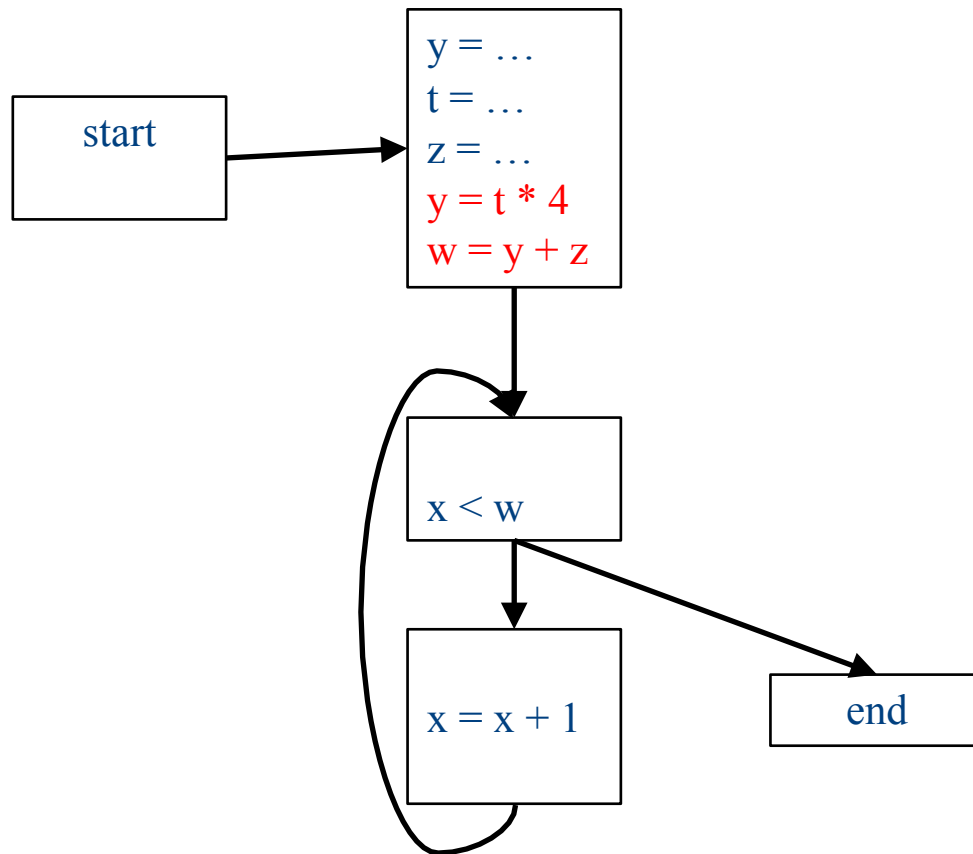 start
y = …
t = …
z = …
y = t * 4
w = y + z
x < w
x = x + 1
end